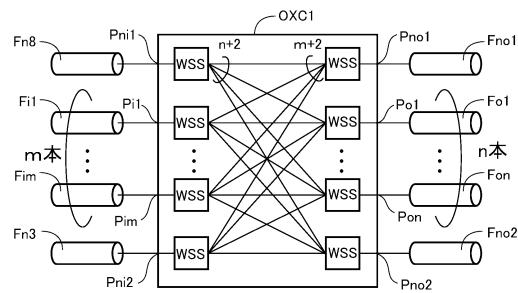 OXC1
Fn8 Pni1 n+2 m+2 Pno1 Fno1
WSS WSS
Fi1 Pi1 Po1 Fo1
WSS WSS
m本 n本
Fim WSS WSS Fon
Pim Pon
Fn3 Fno2
WSS WSS
Pni2 Pno2